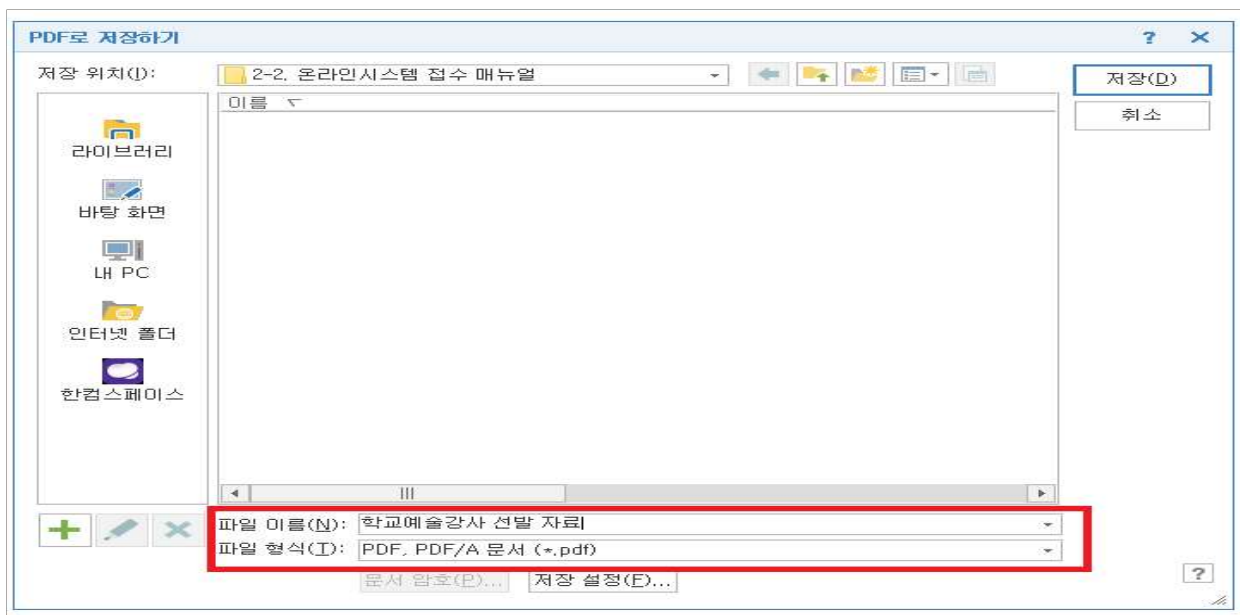 PDF로 저장하기
저장 위치(I): 2-2. 온라인시스템 접수 매뉴얼 저장(D)
이름 취소
라이브러리
바탕 화면
내 PC
인터넷 폴더
한컴스페이스
파일 이름(N): 학교예술강사 선발 자료
파일 형식(T): PDF, PDF/A 문서 (*.pdf)
문서 암호(P)... 저장 설정(F)...